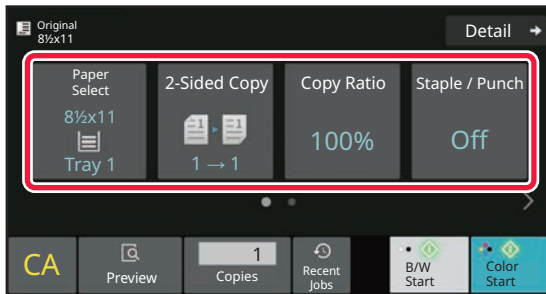 Original
8½x11
Detail
Paper
Select
8½x11
Tray 1
2-Sided Copy
1 → 1
Copy Ratio
100%
Staple / Punch
Off
CA
Preview
1
Copies
Recent
Jobs
B/W
Start
Color
Start